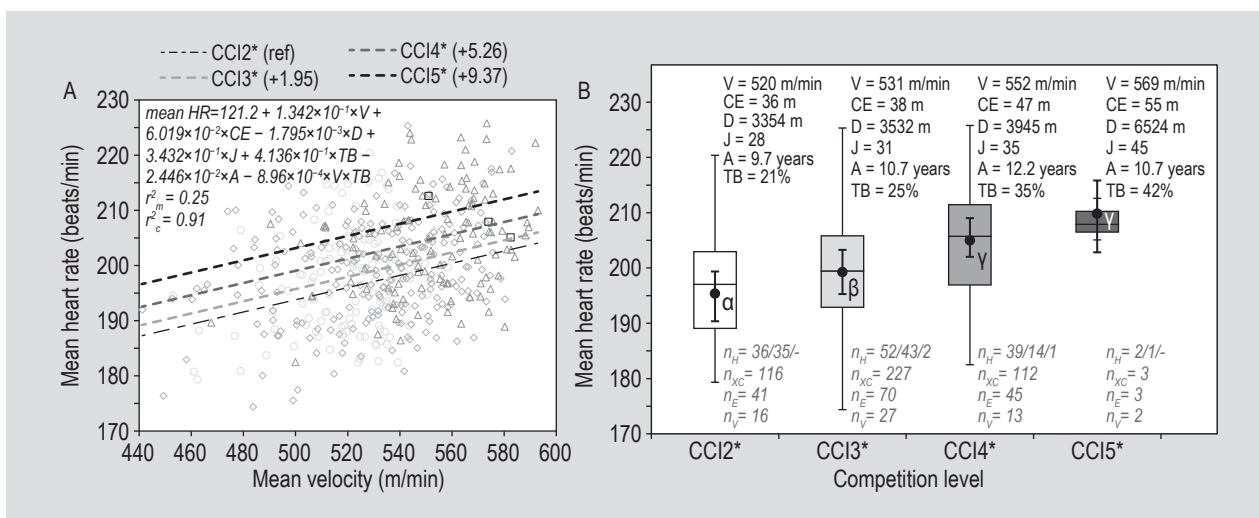 CCI2* (ref)
CCI4* (+5.26)
CCI3* (+1.95)
CCI5* (+9.37)
A
mean HR=121.2 + 1.342×10⁻¹×V +
6.019×10⁻²×CE − 1.795×10⁻³×D +
3.432×10⁻¹×J + 4.136×10⁻¹×TB −
2.446×10⁻²×A − 8.96×10⁻⁴×V×TB
r²m = 0.25
r²c = 0.91
Mean heart rate (beats/min)
230
220
210
200
190
180
170
440 460 480 500 520 540 560 580 600
Mean velocity (m/min)
B
Mean heart rate (beats/min)
230
220
210
200
190
180
170
V = 520 m/min
CE = 36 m
D = 3354 m
J = 28
A = 9.7 years
TB = 21%
V = 531 m/min
CE = 38 m
D = 3532 m
J = 31
A = 10.7 years
TB = 25%
V = 552 m/min
CE = 47 m
D = 3945 m
J = 35
A = 12.2 years
TB = 35%
V = 569 m/min
CE = 55 m
D = 6524 m
J = 45
A = 10.7 years
TB = 42%
α
β
γ
γ
nH= 36/35/-
nXC= 116
nE= 41
nV= 16
nH= 52/43/2
nXC= 227
nE= 70
nV= 27
nH= 39/14/1
nXC= 112
nE= 45
nV= 13
nH= 2/1/-
nXC= 3
nE= 3
nV= 2
CCI2* CCI3* CCI4* CCI5*
Competition level